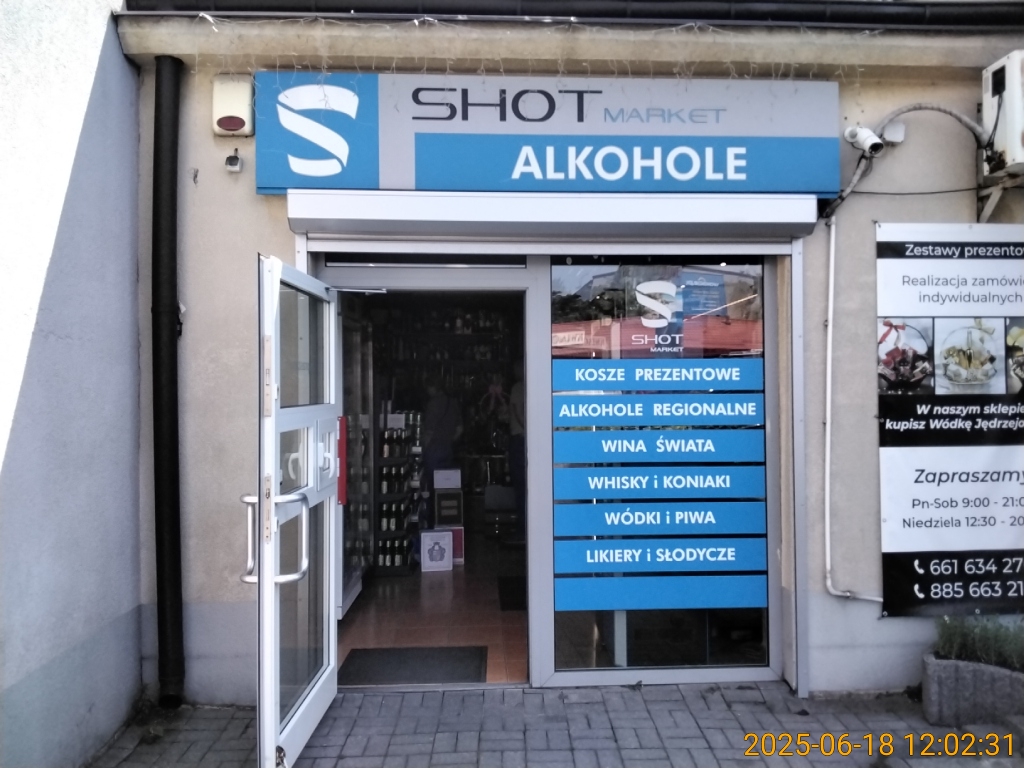 SHOT MARKET
ALKOHOLE
SHOT
MARKET
KOSZE PREZENTOWE
ALKOHOLE REGIONALNE
WINA ŚWIATA
WHISKY i KONIAKI
WÓDKI i PIWA
LIKIERY i SŁODYCZE
Zestawy
Realizacja
indywidualnych
W naszym sklepie
kupisz Wódkę
Zapraszamy
Pn-Sob 9:00 - 21:0
Niedziela 12:30 - 20
661 634 27
885 663 21
2025-06-18 12:02:31